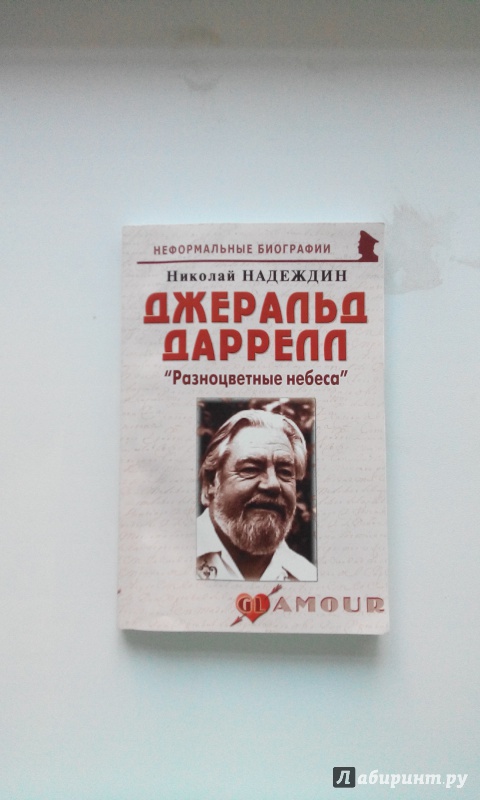 НЕФОРМАЛЬНЫЕ БИОГРАФИИ
Николай НАДЕЖДИН
ДЖЕРАЛЬД
ДАРРЕЛЛ
"Разноцветные небеса"
GLAMOUR
Лабиринт.ру